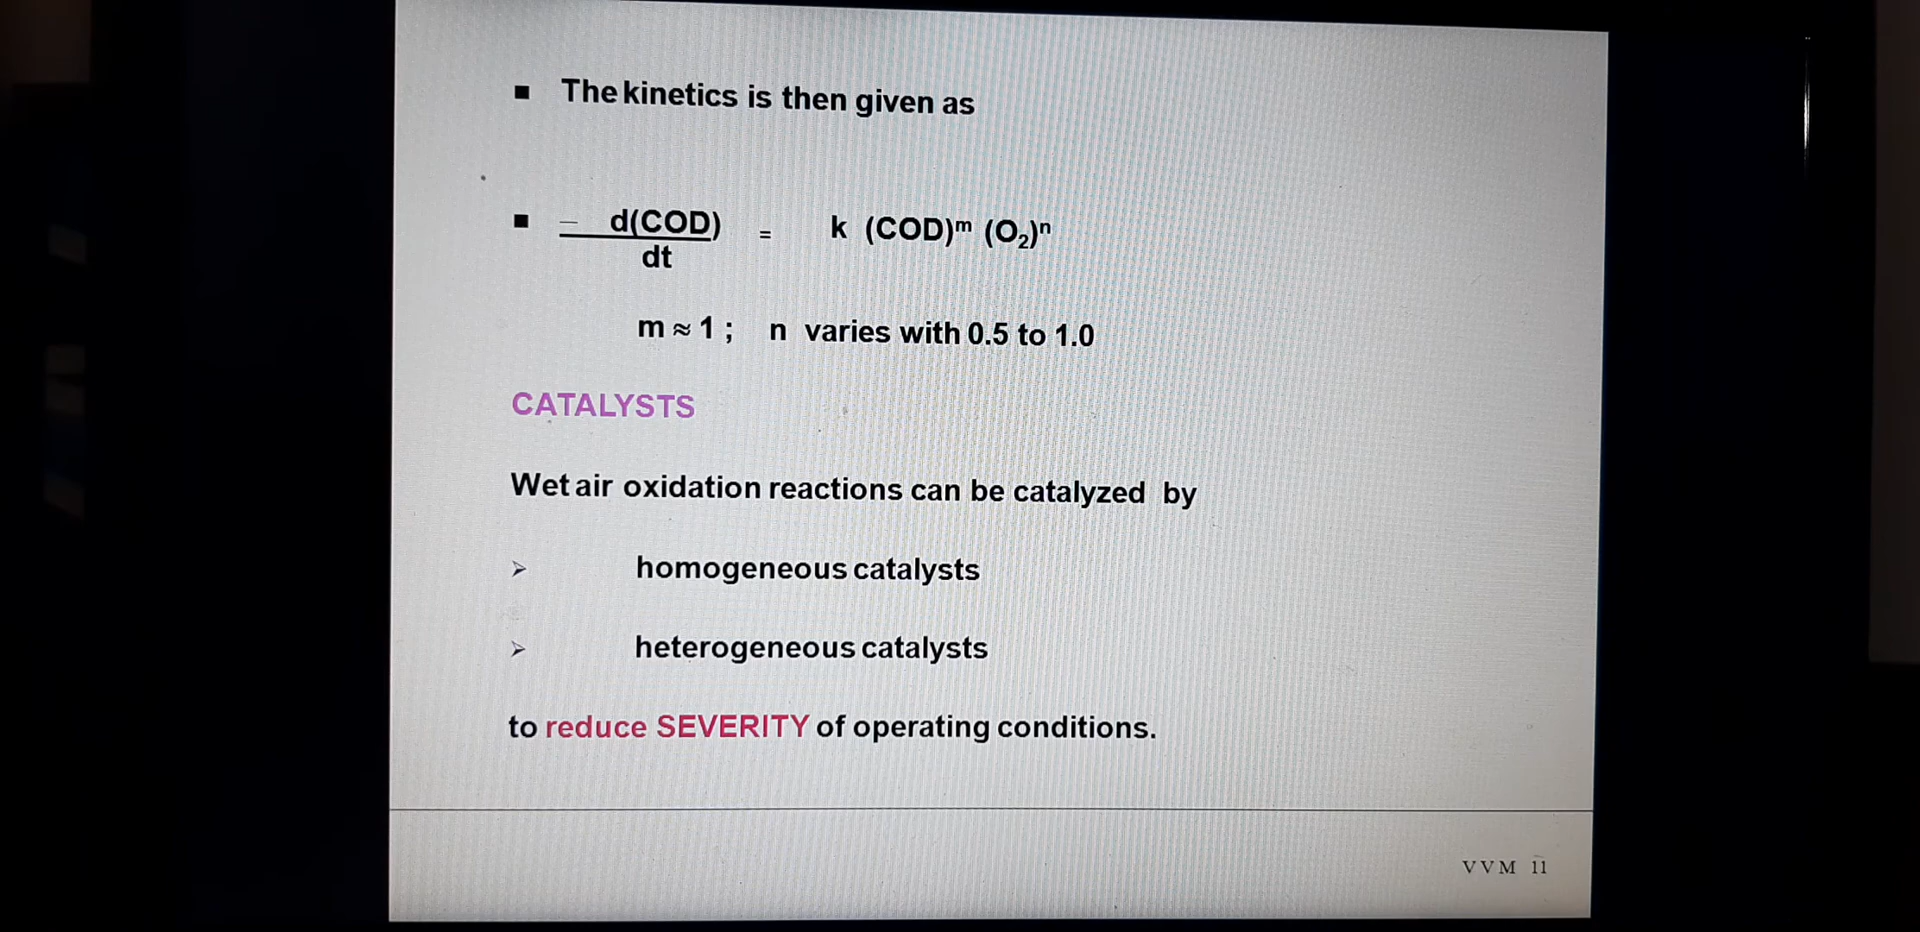 ▪ The kinetics is then given as
▪ − d(COD) = k (COD)ᵐ (O₂)ⁿ
dt
m ≈ 1 ; n varies with 0.5 to 1.0
CATALYSTS
Wet air oxidation reactions can be catalyzed by
➢ homogeneous catalysts
➢ heterogeneous catalysts
to reduce SEVERITY of operating conditions.
VVM 11